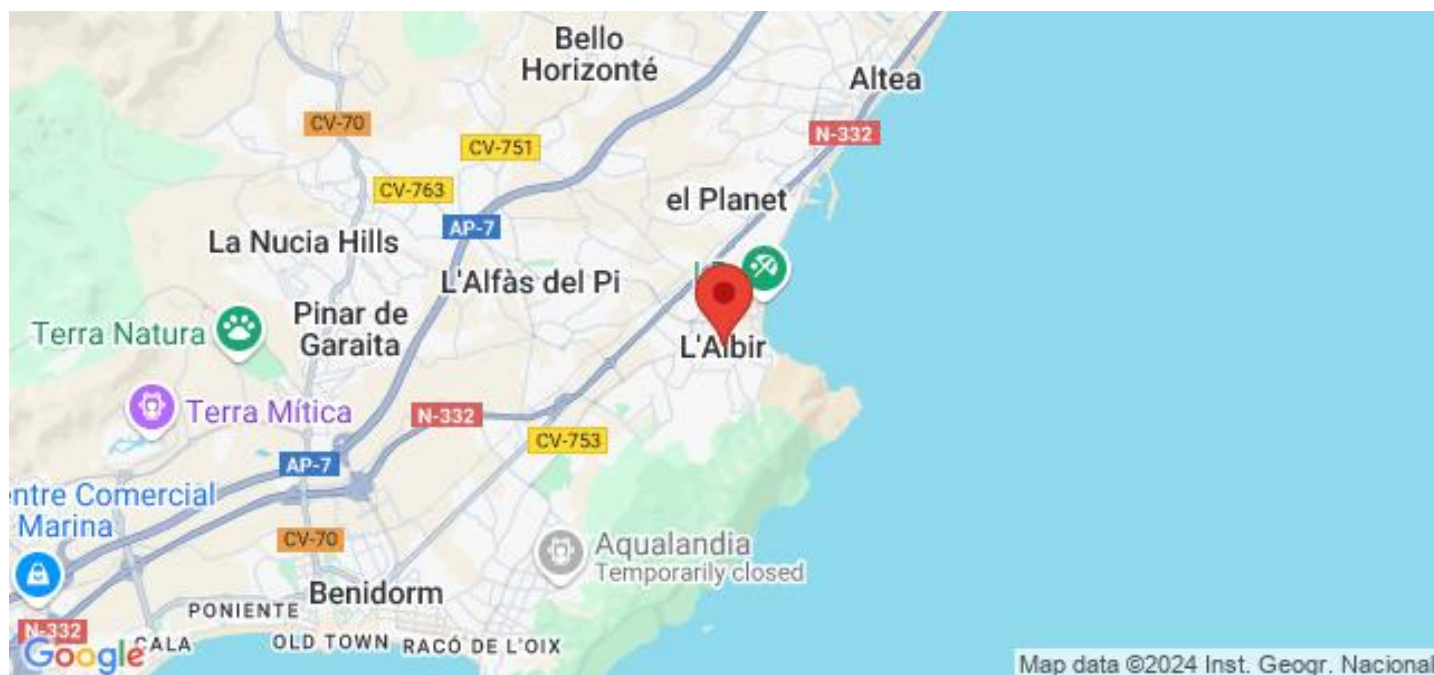 Bello
Horizonté
Altea
CV-70
N-332
CV-751
CV-763
el Planet
AP-7
La Nucia Hills
L'Alfàs del Pi
Pinar de
Garaita
Terra Natura
L'Albir
Terra Mítica
N-332
CV-753
AP-7
entre Comercial
Marina
CV-70
Aqualandia
Temporarily closed
Benidorm
PONIENTE
N-332
CALA
OLD TOWN
RACÓ DE L'OIX
Google
Map data ©2024 Inst. Geogr. Nacional